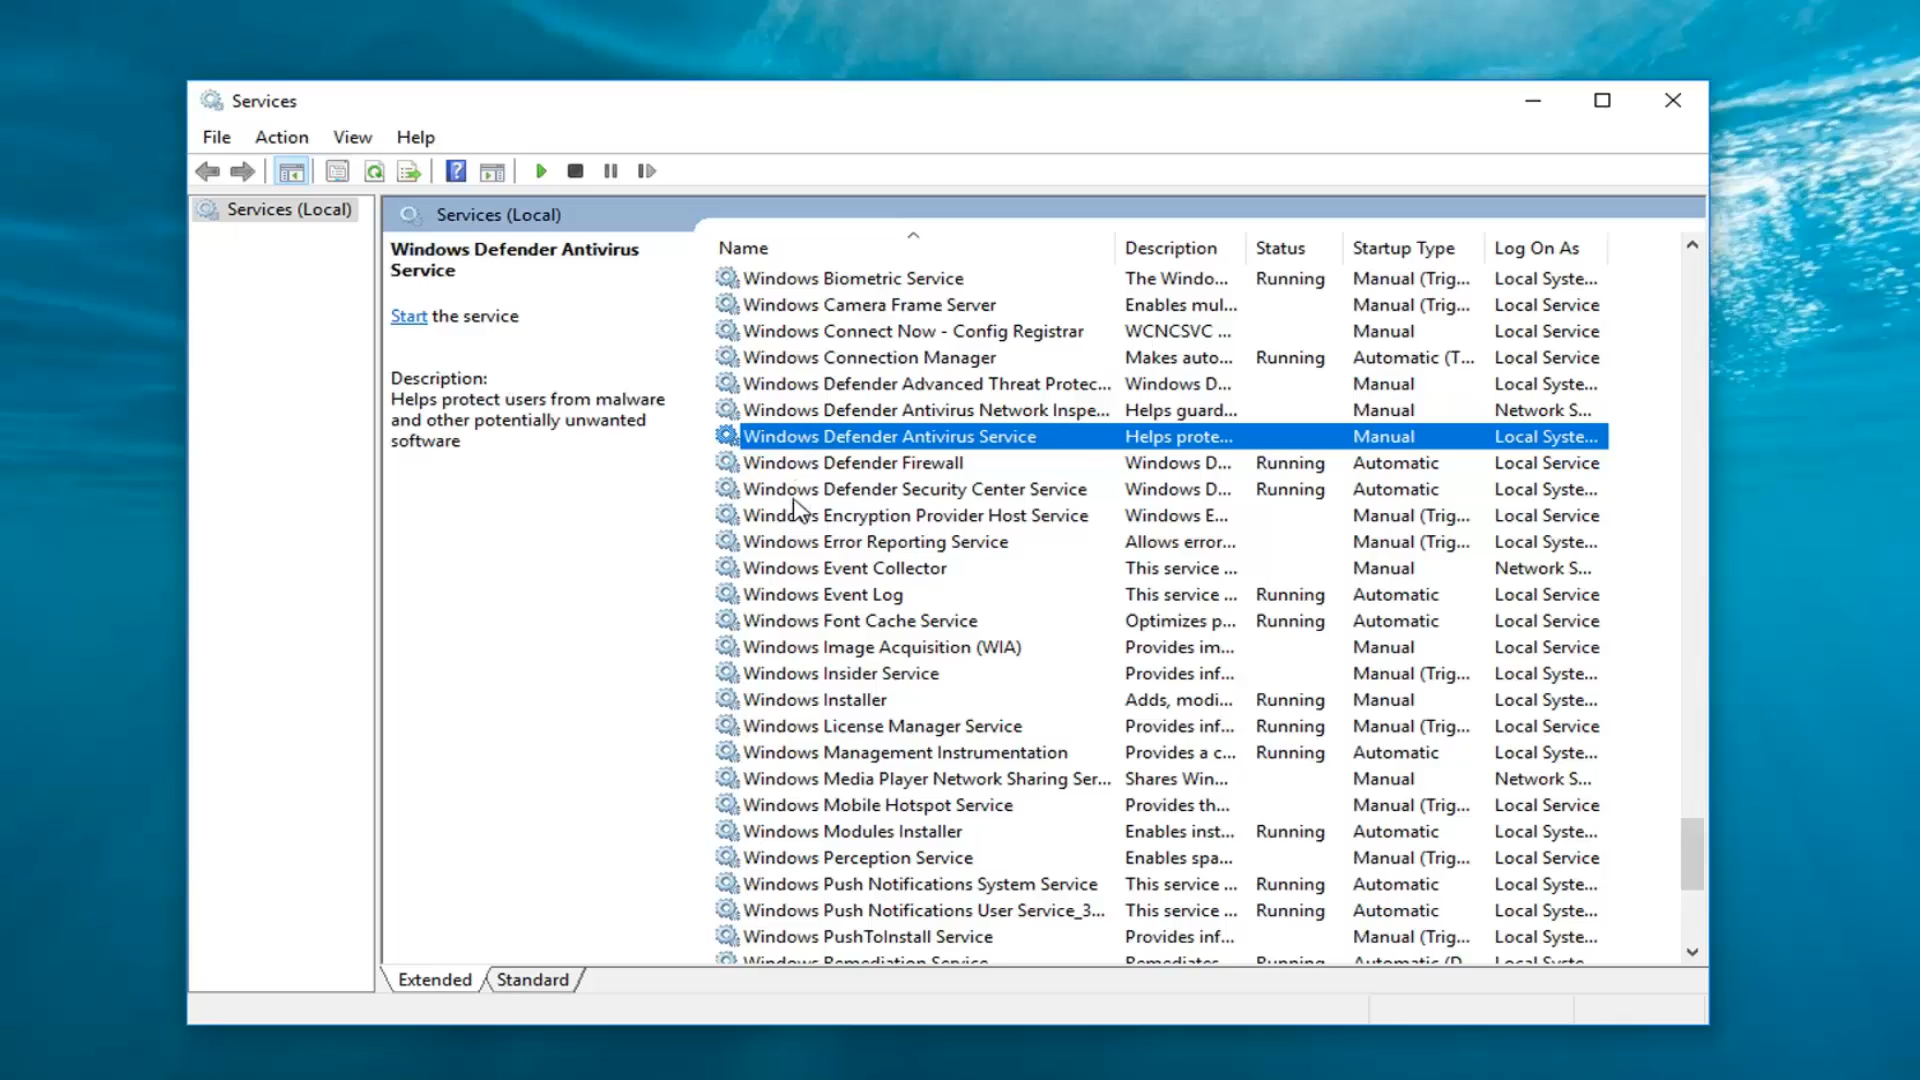 Services
File Action View Help
Services (Local)
Services (Local)
Windows Defender Antivirus
Service
Start the service
Description:
Helps protect users from malware
and other potentially unwanted
software
Name Description Status Startup Type Log On As
Windows Biometric Service The Windo... Running Manual (Trig... Local Syste...
Windows Camera Frame Server Enables mul... Manual (Trig... Local Service
Windows Connect Now - Config Registrar WCNCSVC ... Manual Local Service
Windows Connection Manager Makes auto... Running Automatic (T... Local Service
Windows Defender Advanced Threat Protec... Windows D... Manual Local Syste...
Windows Defender Antivirus Network Inspe... Helps guard... Manual Network S...
Windows Defender Antivirus Service Helps prote... Manual Local Syste...
Windows Defender Firewall Windows D... Running Automatic Local Service
Windows Defender Security Center Service Windows D... Running Automatic Local Syste...
Windows Encryption Provider Host Service Windows E... Manual (Trig... Local Service
Windows Error Reporting Service Allows error... Manual (Trig... Local Syste...
Windows Event Collector This service ... Manual Network S...
Windows Event Log This service ... Running Automatic Local Service
Windows Font Cache Service Optimizes p... Running Automatic Local Service
Windows Image Acquisition (WIA) Provides im... Manual Local Service
Windows Insider Service Provides inf... Manual (Trig... Local Syste...
Windows Installer Adds, modi... Running Manual Local Syste...
Windows License Manager Service Provides inf... Running Manual (Trig... Local Service
Windows Management Instrumentation Provides a c... Running Automatic Local Syste...
Windows Media Player Network Sharing Ser... Shares Win... Manual Network S...
Windows Mobile Hotspot Service Provides th... Manual (Trig... Local Service
Windows Modules Installer Enables inst... Running Automatic Local Syste...
Windows Perception Service Enables spa... Manual (Trig... Local Service
Windows Push Notifications System Service This service ... Running Automatic Local Syste...
Windows Push Notifications User Service_3... This service ... Running Automatic Local Syste...
Windows PushToInstall Service Provides inf... Manual (Trig... Local Syste...
Windows Remediation Service Remediates Running Automatic (D... Local Syste...
Extended Standard